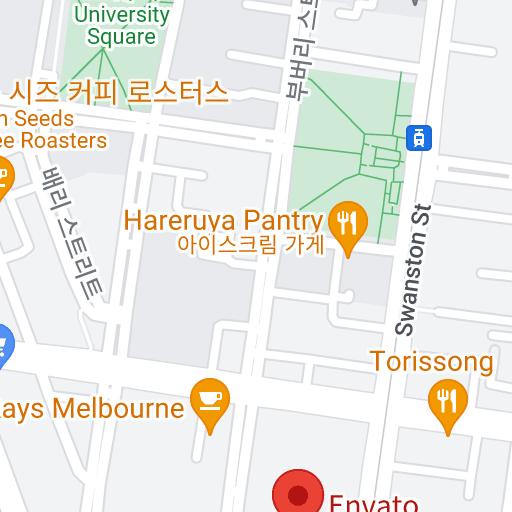 University
Square
부버리 스트
시즈 커피 로스터스
n Seeds
ee Roasters
배리 스트리트
Hareruya Pantry
아이스크림 가게
Swanston St
Torissong
ays Melbourne
Envato